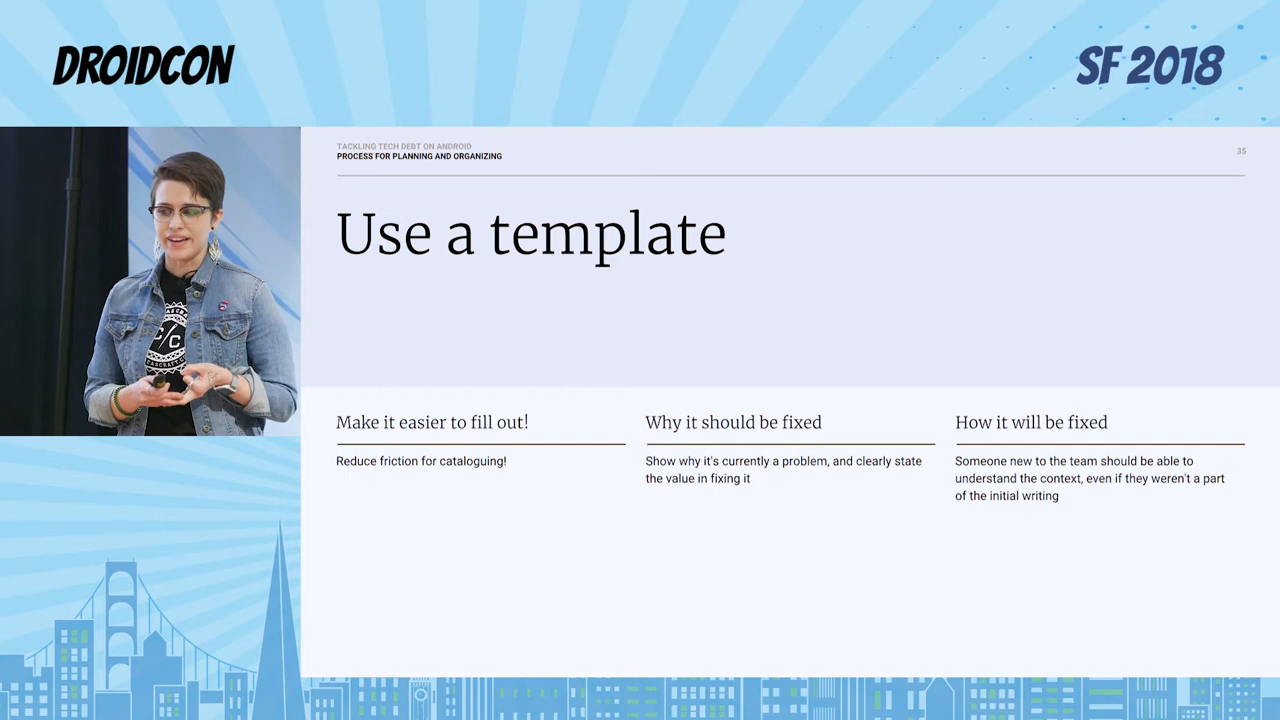 DROIDCON
SF 2018
TACKLING TECH DEBT ON ANDROID
PROCESS FOR PLANNING AND ORGANIZING
35
Use a template
Make it easier to fill out!
Reduce friction for cataloguing!
Why it should be fixed
Show why it's currently a problem, and clearly state
the value in fixing it
How it will be fixed
Someone new to the team should be able to
understand the context, even if they weren't a part
of the initial writing
C/C